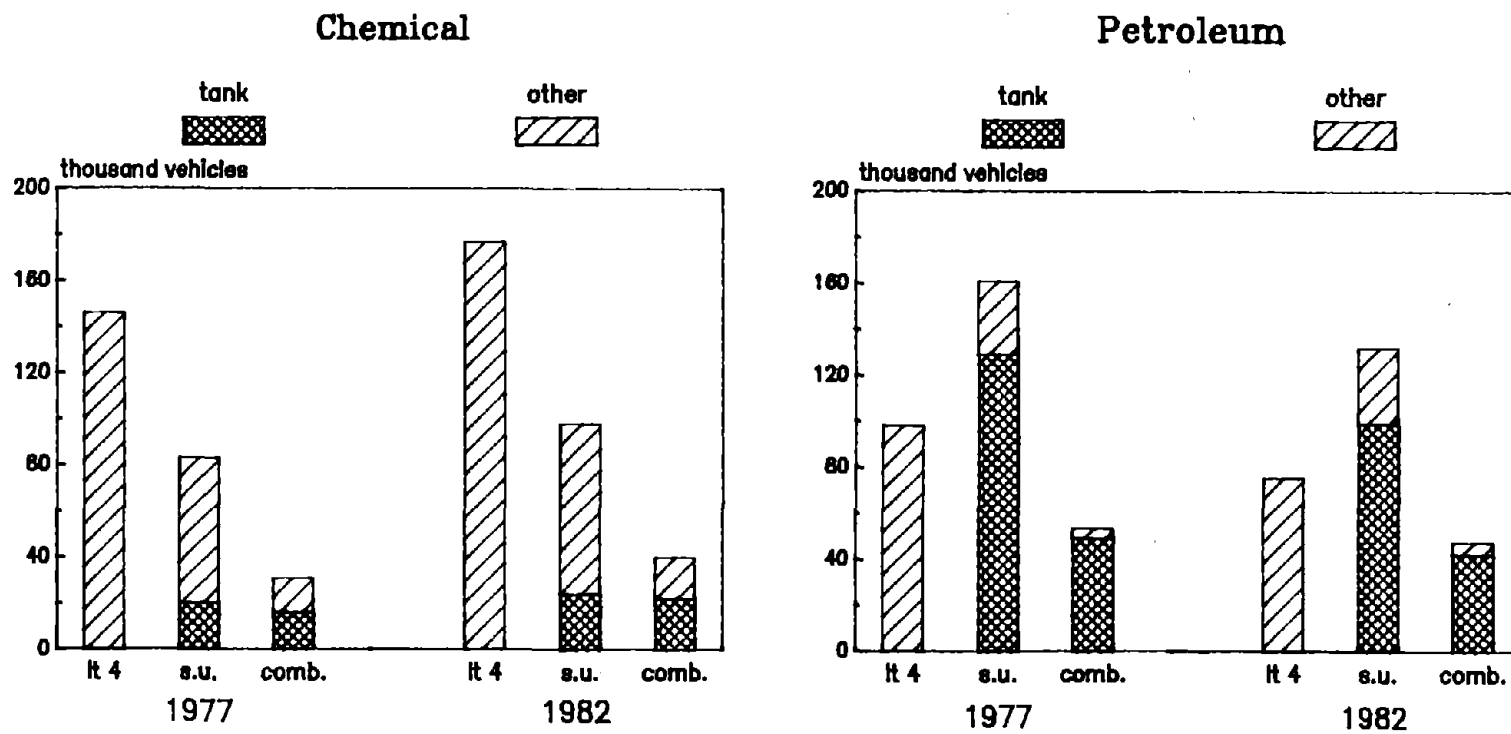 Chemical
tank other
thousand vehicles
200
160
120
80
40
0
lt 4 s.u. comb. lt 4 s.u. comb.
1977 1982
Petroleum
tank other
thousand vehicles
200
160
120
80
40
0
lt 4 s.u. comb. lt 4 s.u. comb.
1977 1982